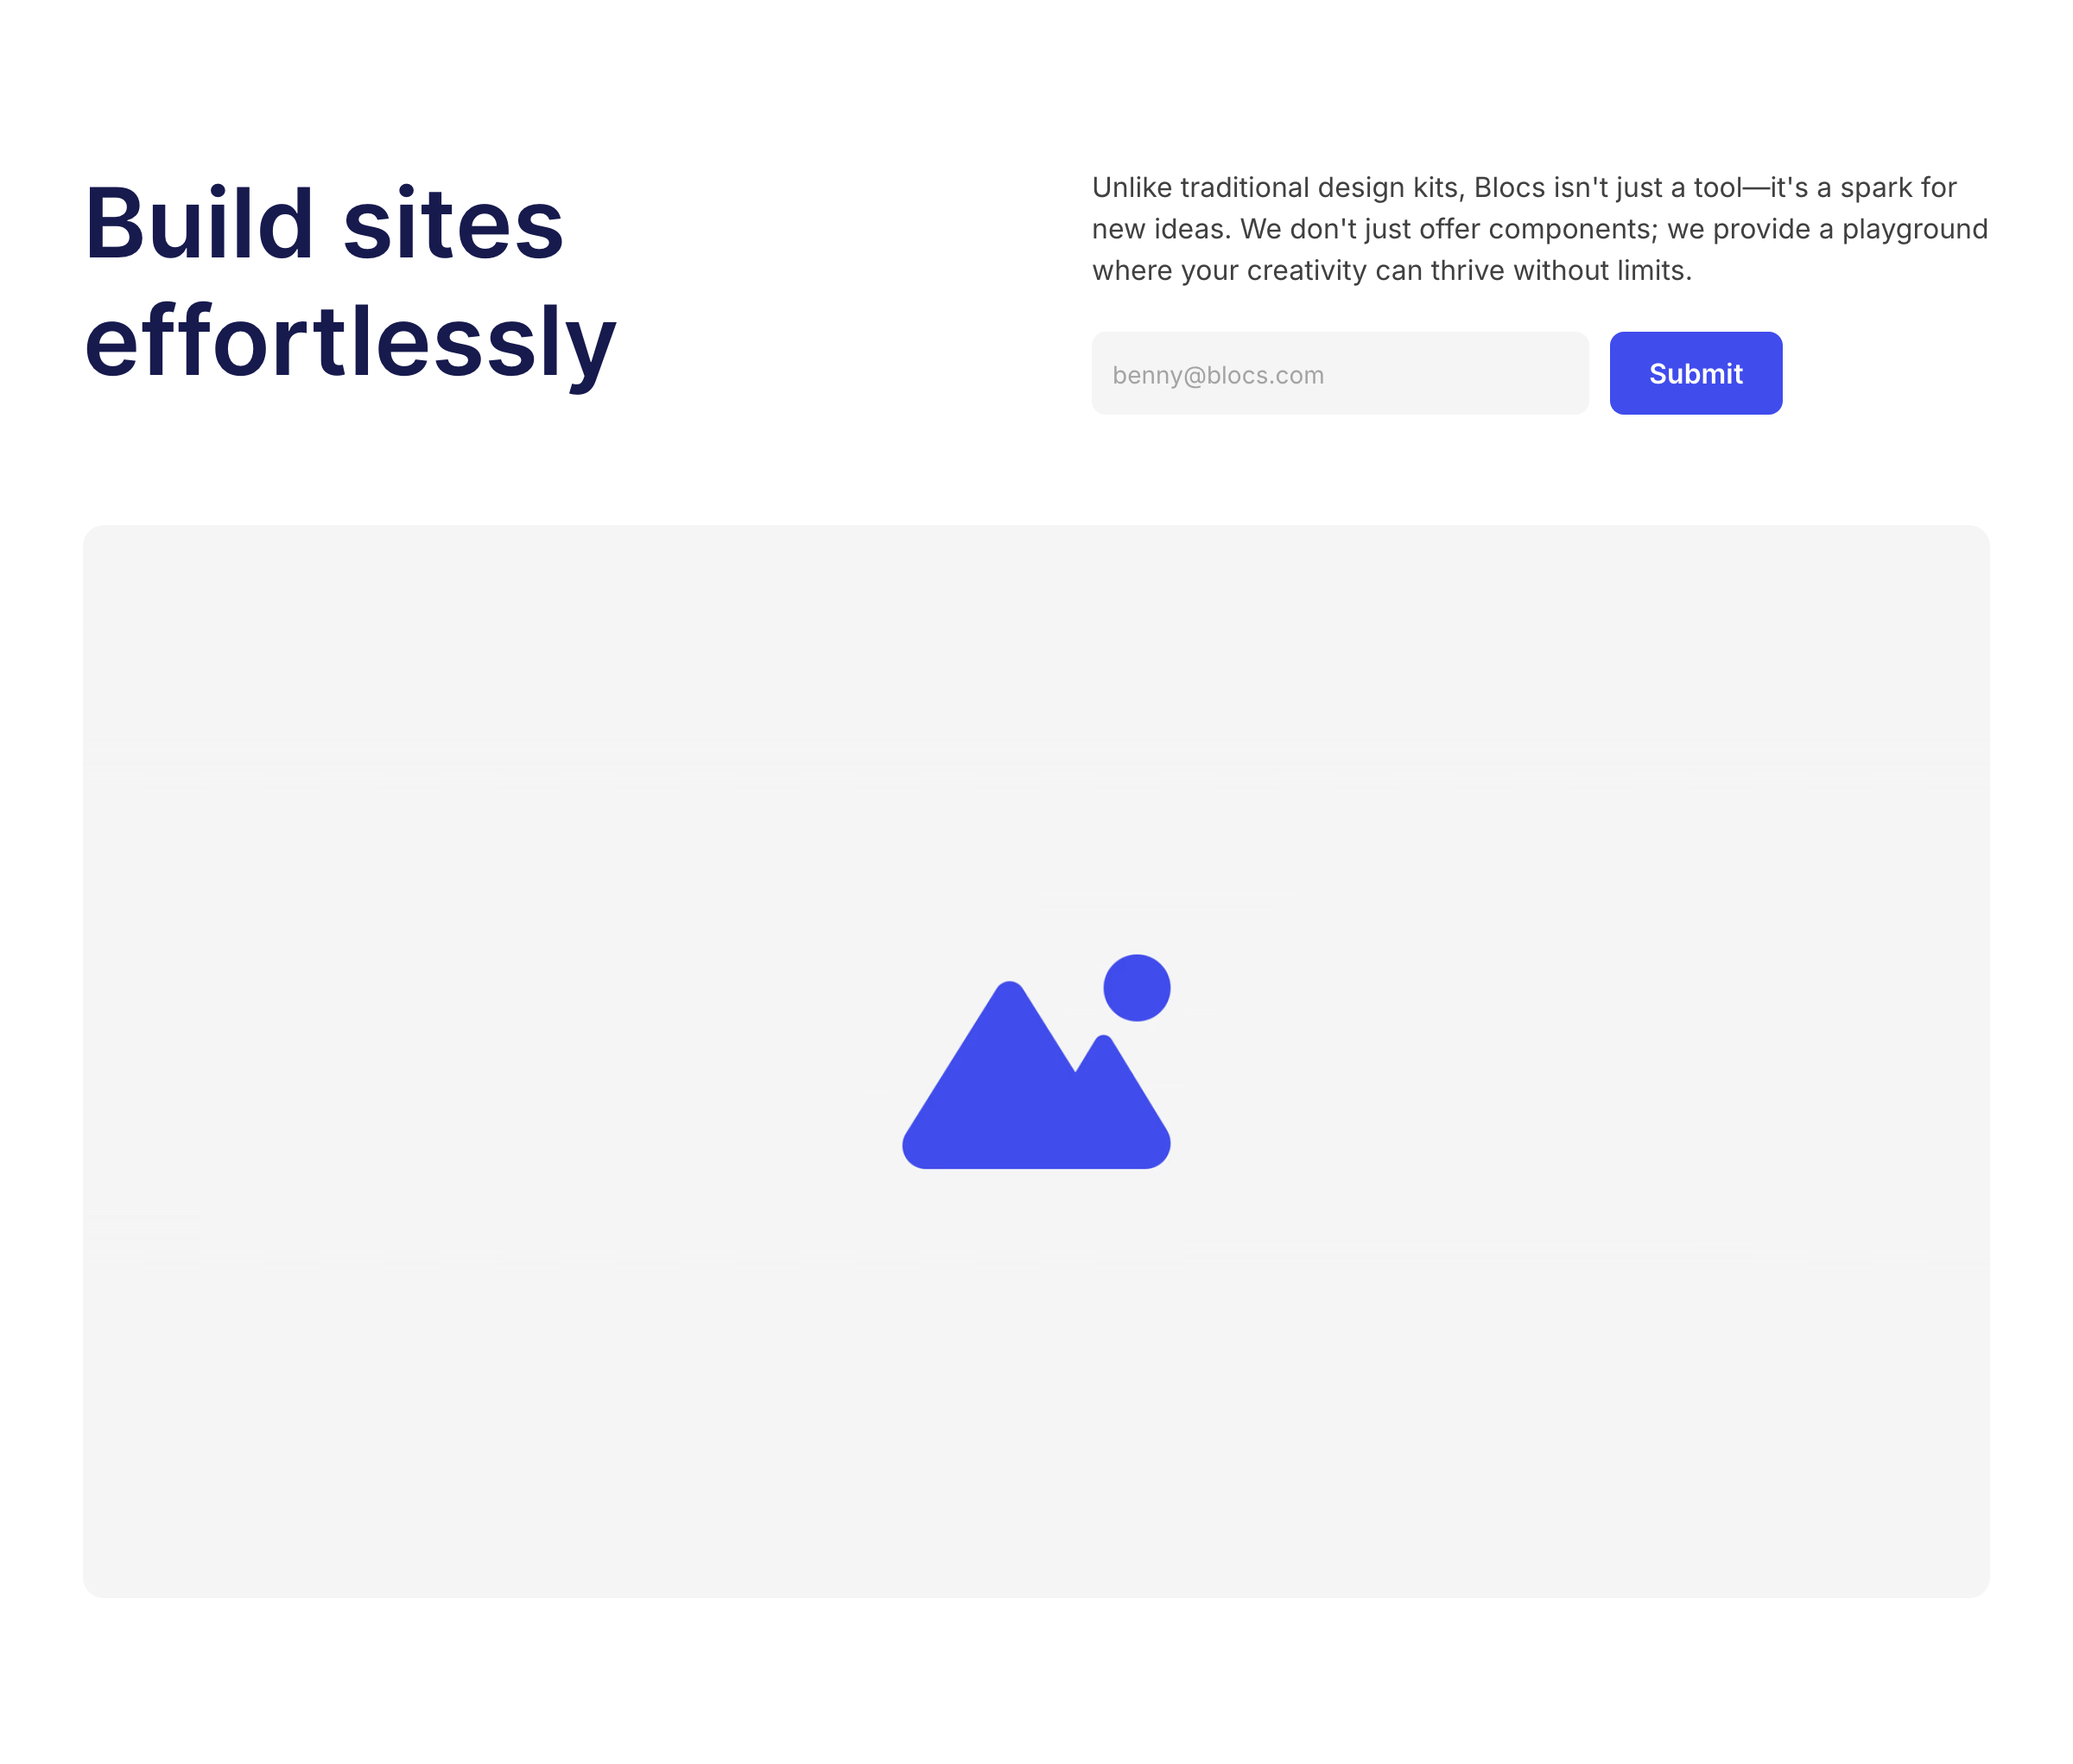 Build sites
effortlessly
Unlike traditional design kits, Blocs isn't just a tool—it's a spark for
new ideas. We don't just offer components; we provide a playground
where your creativity can thrive without limits.
benny@blocs.com
Submit